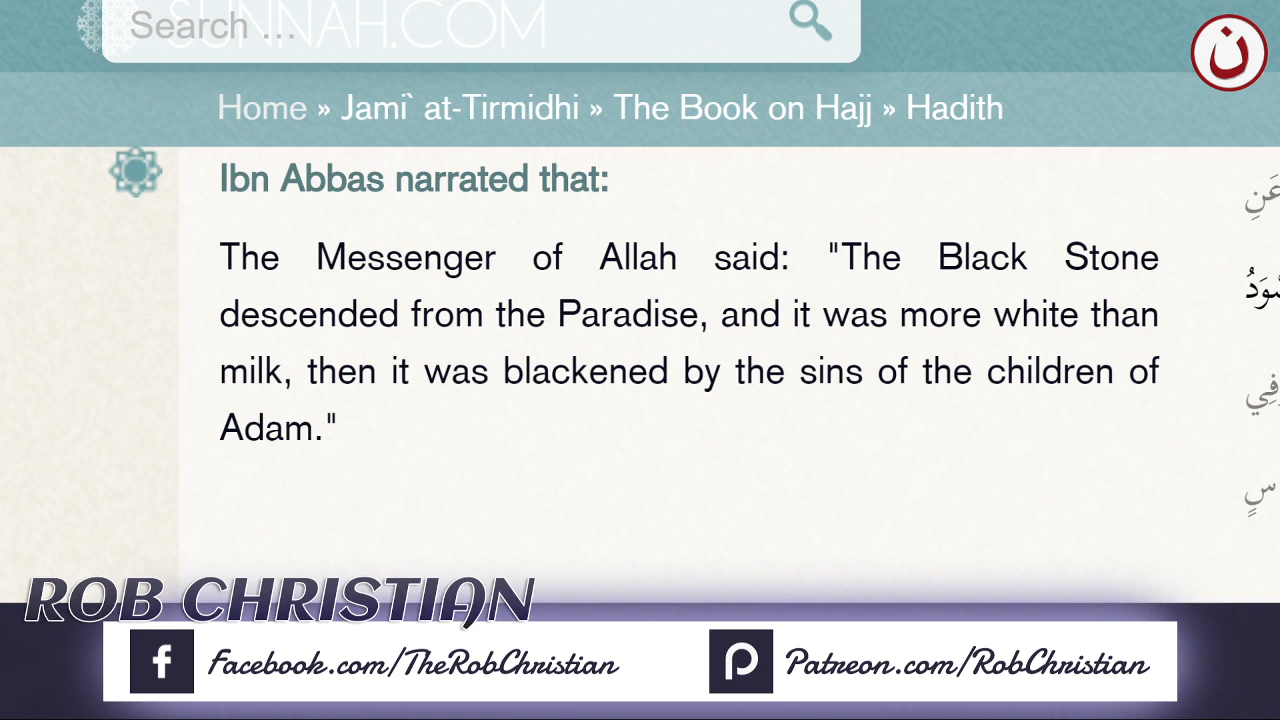 Search ...
SUNNAH.COM
ن
Home » Jami` at-Tirmidhi » The Book on Hajj » Hadith
Ibn Abbas narrated that:
عَنِ
The Messenger of Allah said: "The Black Stone
descended from the Paradise, and it was more white than
milk, then it was blackened by the sins of the children of
Adam."
ROB CHRISTIAN
Facebook.com/TheRobChristian
Patreon.com/RobChristian